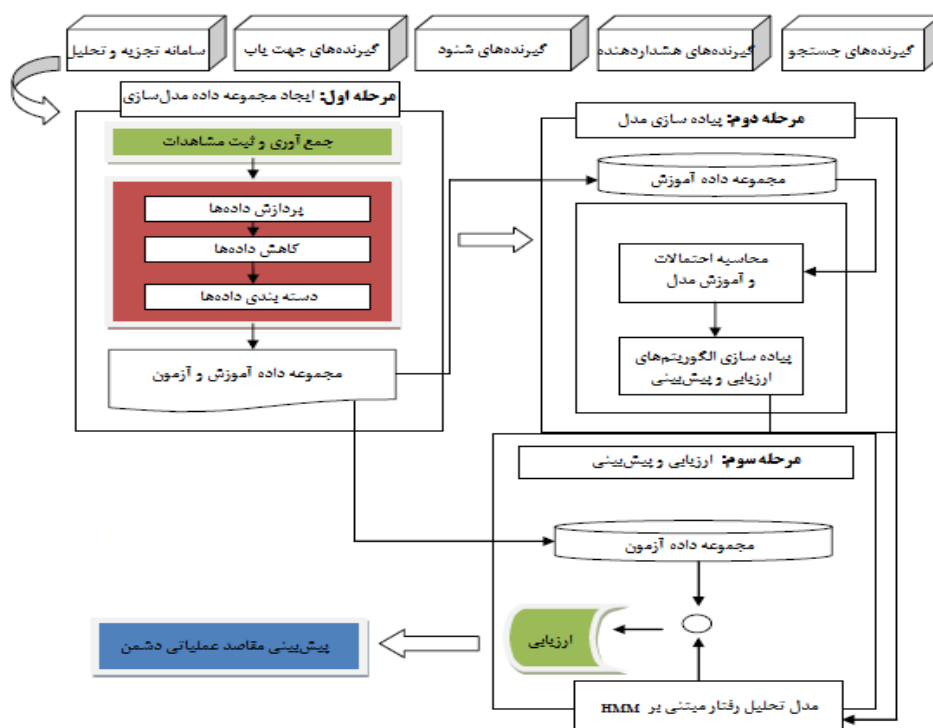 گیرنده‌های جستجو
گیرنده‌های هشداردهنده
گیرنده‌های شنود
گیرنده‌های جهت یاب
سامانه تجزیه و تحلیل
مرحله اول: ایجاد مجموعه داده مدل‌سازی
جمع آوری و ثبت مشاهدات
پردازش داده‌ها
کاهش داده‌ها
دسته بندی داده‌ها
مجموعه داده آموزش و آزمون
مرحله دوم: پیاده سازی مدل
مجموعه داده آموزش
محاسبه احتمالات
و آموزش مدل
پیاده سازی الگوریتم‌های
ارزیابی و پیش‌بینی
مرحله سوم: ارزیابی و پیش‌بینی
مجموعه داده آزمون
ارزیابی
پیش‌بینی مقاصد عملیاتی دشمن
مدل تحلیل رفتار مبتنی بر HMM